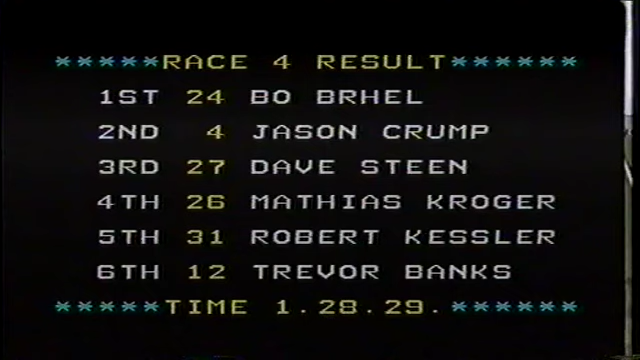 *****RACE 4 RESULT******
1ST 24 BO BRHEL
2ND 4 JASON CRUMP
3RD 27 DAVE STEEN
4TH 26 MATHIAS KROGER
5TH 31 ROBERT KESSLER
6TH 12 TREVOR BANKS
*****TIME 1.28.29.******